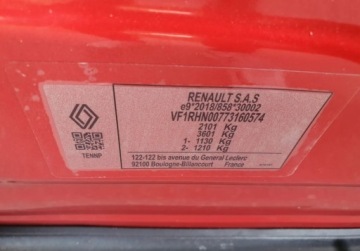 RENAULT S.A.S
e9*2018/858*30002
VF1RHN00773160574
2101 Kg
3601 Kg
1- 1130 Kg
2- 1210 Kg
122-122 bis avenue du General Leclerc
92100 Boulogne-Billancourt France